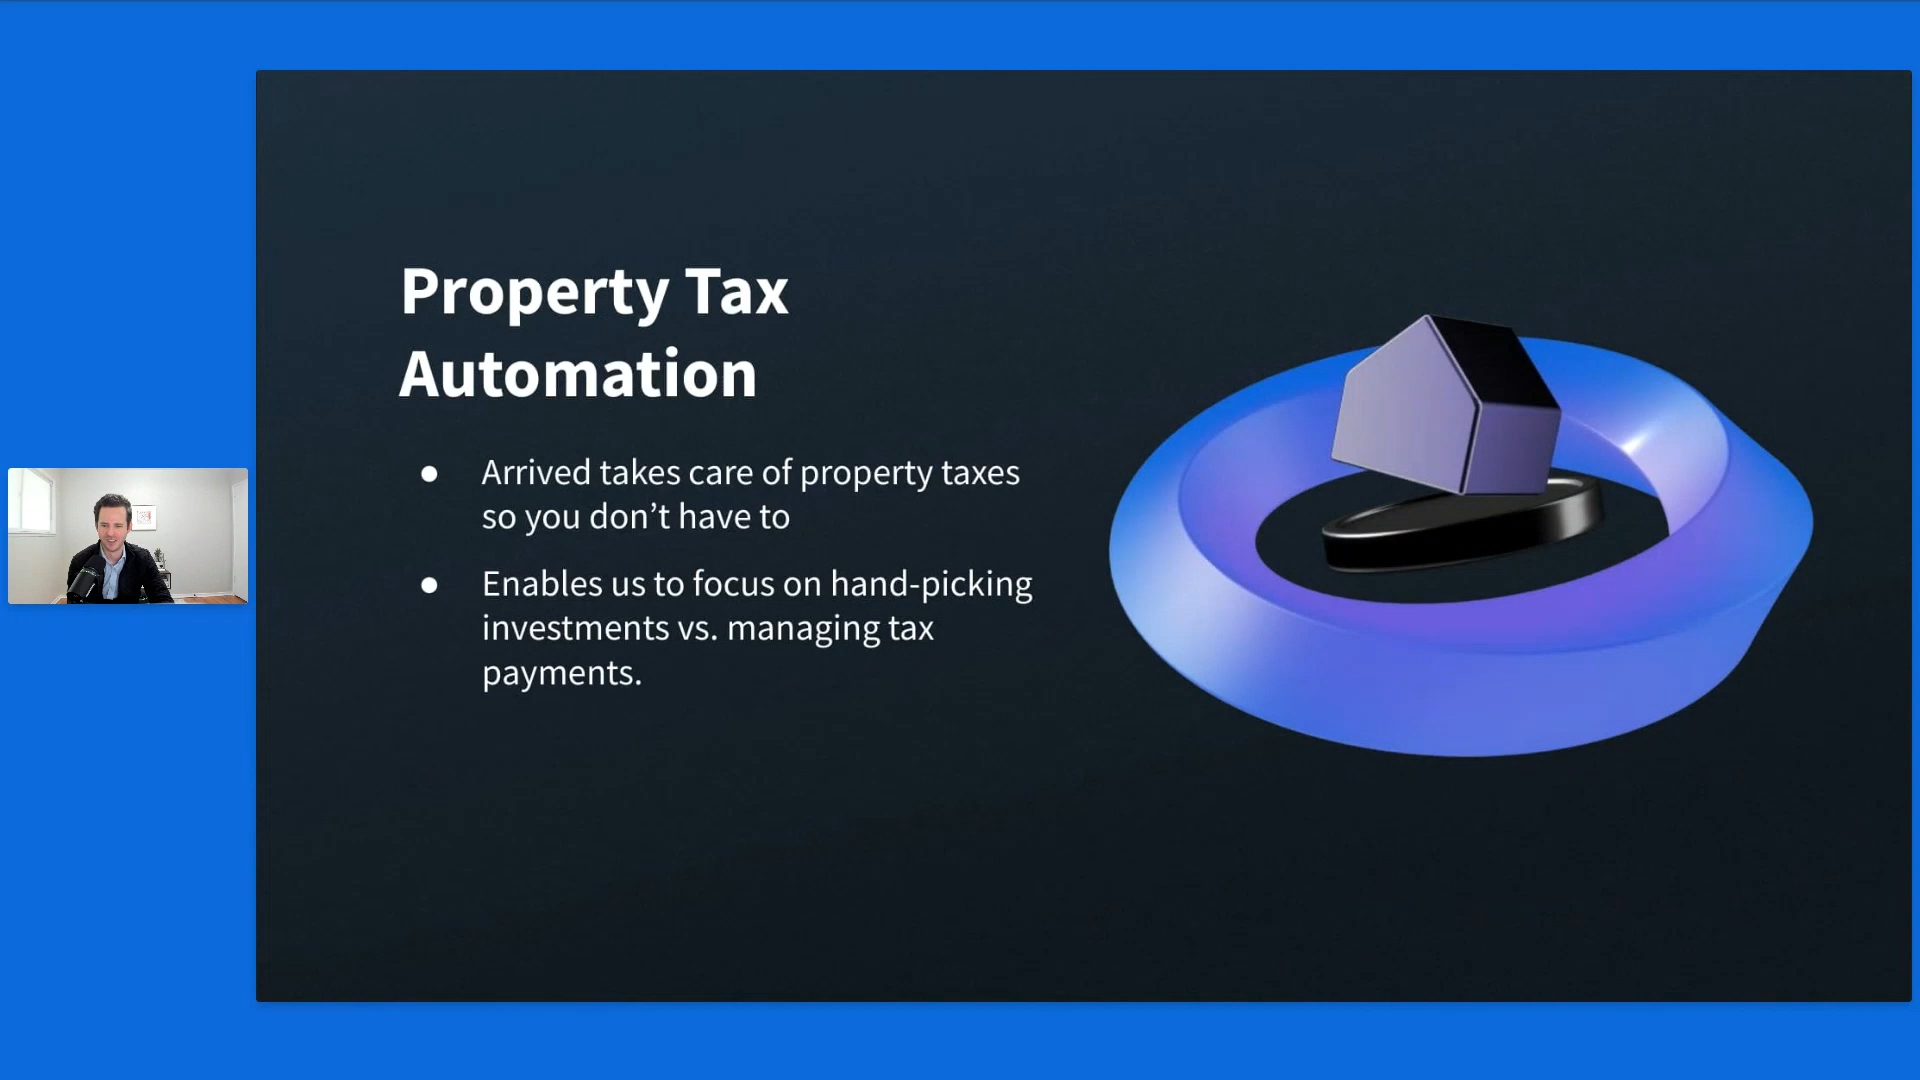 Property Tax
Automation
● Arrived takes care of property taxes
so you don’t have to
● Enables us to focus on hand-picking
investments vs. managing tax
payments.